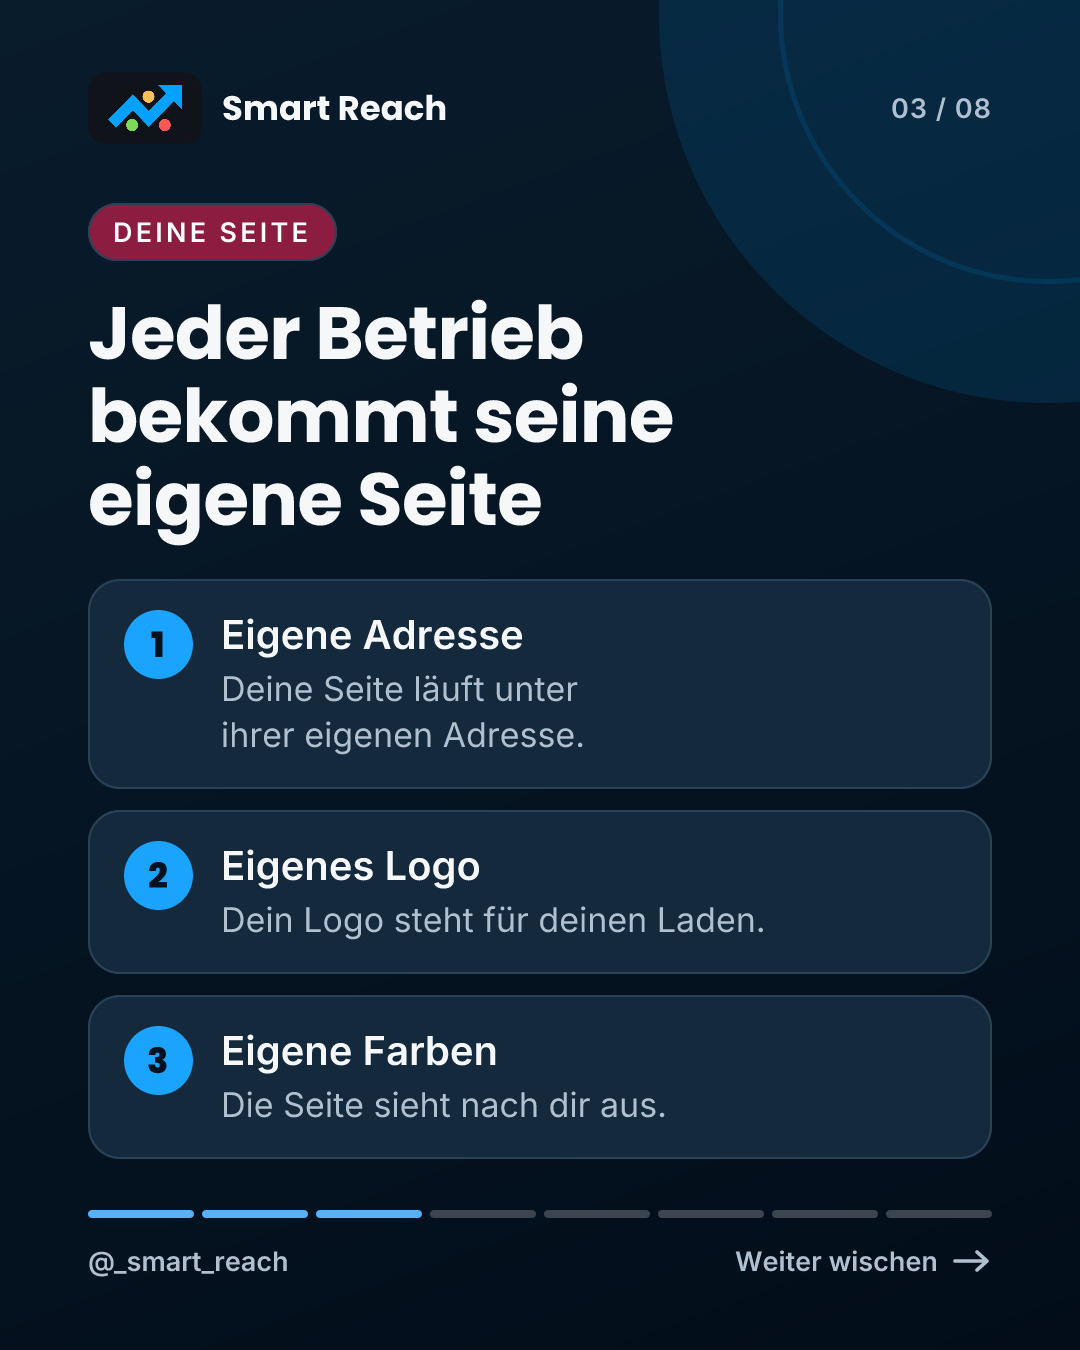 Smart Reach
03 / 08
DEINE SEITE
Jeder Betrieb
bekommt seine
eigene Seite
1 Eigene Adresse
Deine Seite läuft unter
ihrer eigenen Adresse.
2 Eigenes Logo
Dein Logo steht für deinen Laden.
3 Eigene Farben
Die Seite sieht nach dir aus.
@_smart_reach
Weiter wischen →